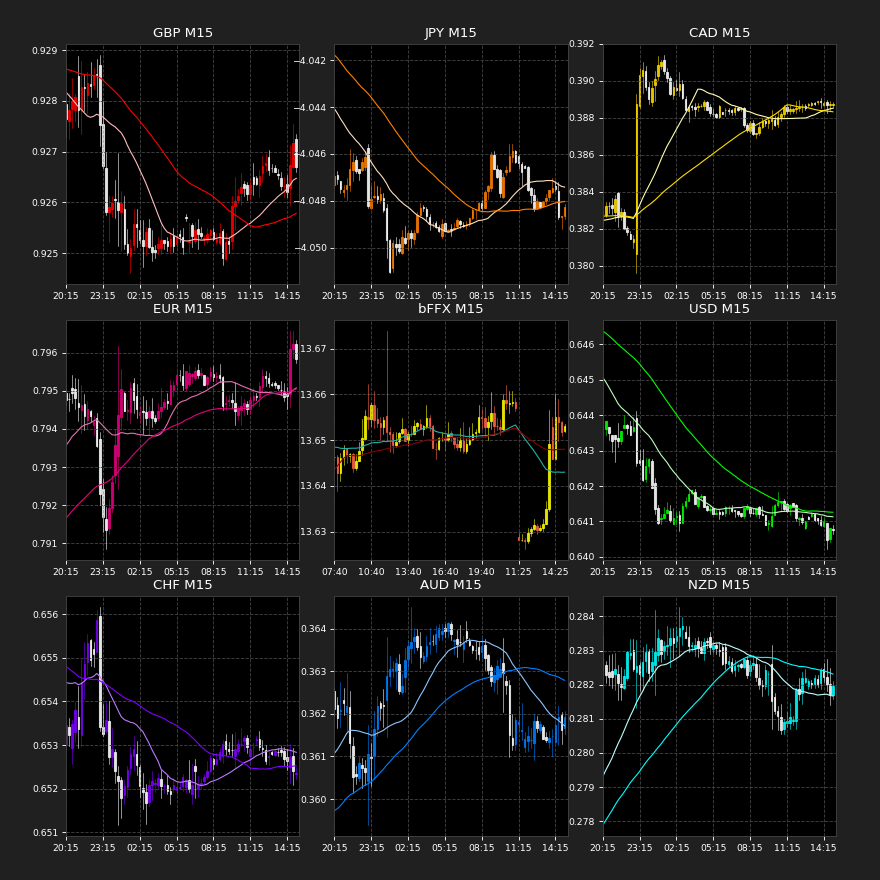 GBP M15
JPY M15
CAD M15
0.929
0.928
0.927
0.926
0.925
−4.042
−4.044
−4.046
−4.048
−4.050
0.392
0.390
0.388
0.386
0.384
0.382
0.380
20:15 23:15 02:15 05:15 08:15 11:15 14:15
20:15 23:15 02:15 05:15 08:15 11:15 14:15
20:15 23:15 02:15 05:15 08:15 11:15 14:15
EUR M15
bFFX M15
USD M15
0.796
0.795
0.794
0.793
0.792
0.791
13.67
13.66
13.65
13.64
13.63
0.646
0.645
0.644
0.643
0.642
0.641
0.640
20:15 23:15 02:15 05:15 08:15 11:15 14:15
07:40 10:40 13:40 16:40 19:40 11:25 14:25
20:15 23:15 02:15 05:15 08:15 11:15 14:15
CHF M15
AUD M15
NZD M15
0.656
0.655
0.654
0.653
0.652
0.651
0.364
0.363
0.362
0.361
0.360
0.284
0.283
0.282
0.281
0.280
0.279
0.278
20:15 23:15 02:15 05:15 08:15 11:15 14:15
20:15 23:15 02:15 05:15 08:15 11:15 14:15
20:15 23:15 02:15 05:15 08:15 11:15 14:15